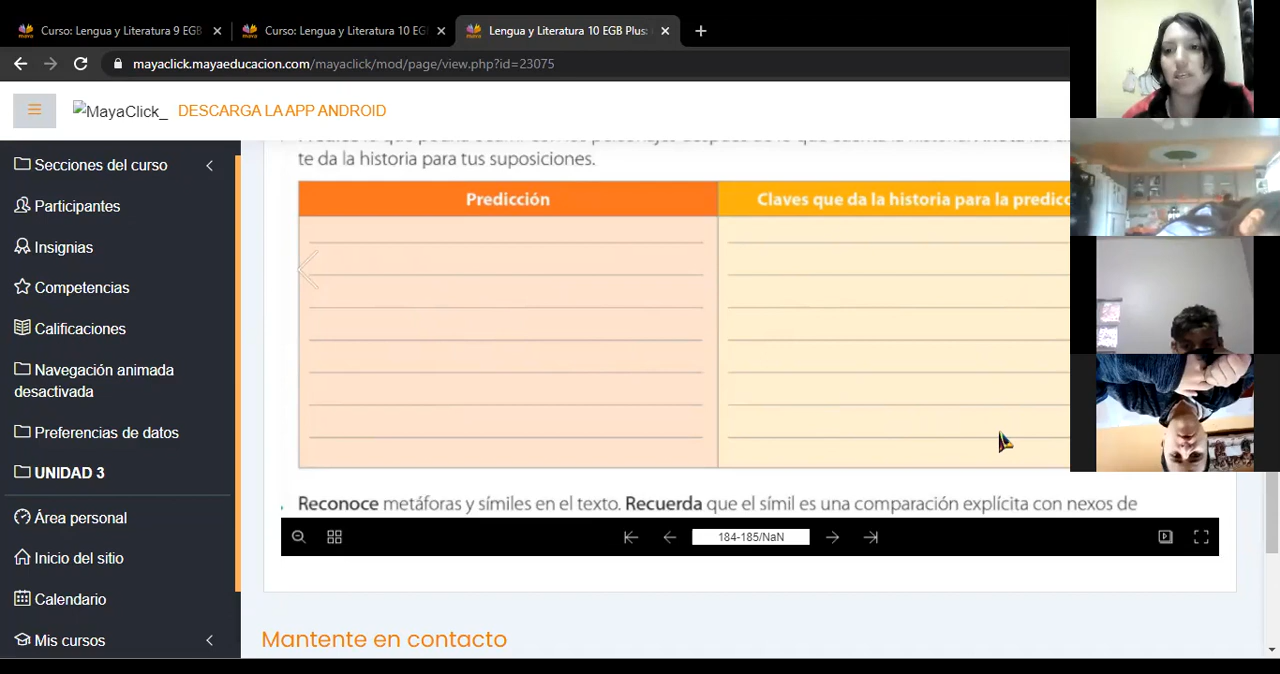 Curso: Lengua y Literatura 9 EGB
Curso: Lengua y Literatura 10 EGB
Lengua y Literatura 10 EGB Plus:
mayaclick.mayaeducacion.com/mayaclick/mod/page/view.php?id=23075
MayaClick_ DESCARGA LA APP ANDROID
Secciones del curso
Participantes
Insignias
Competencias
Calificaciones
Navegación animada
desactivada
Preferencias de datos
UNIDAD 3
Área personal
Inicio del sitio
Calendario
Mis cursos
te da la historia para tus suposiciones.
Predicción
Claves que da la historia para la predicc
Reconoce metáforas y símiles en el texto. Recuerda que el símil es una comparación explícita con nexos de
184-185/NaN
Mantente en contacto